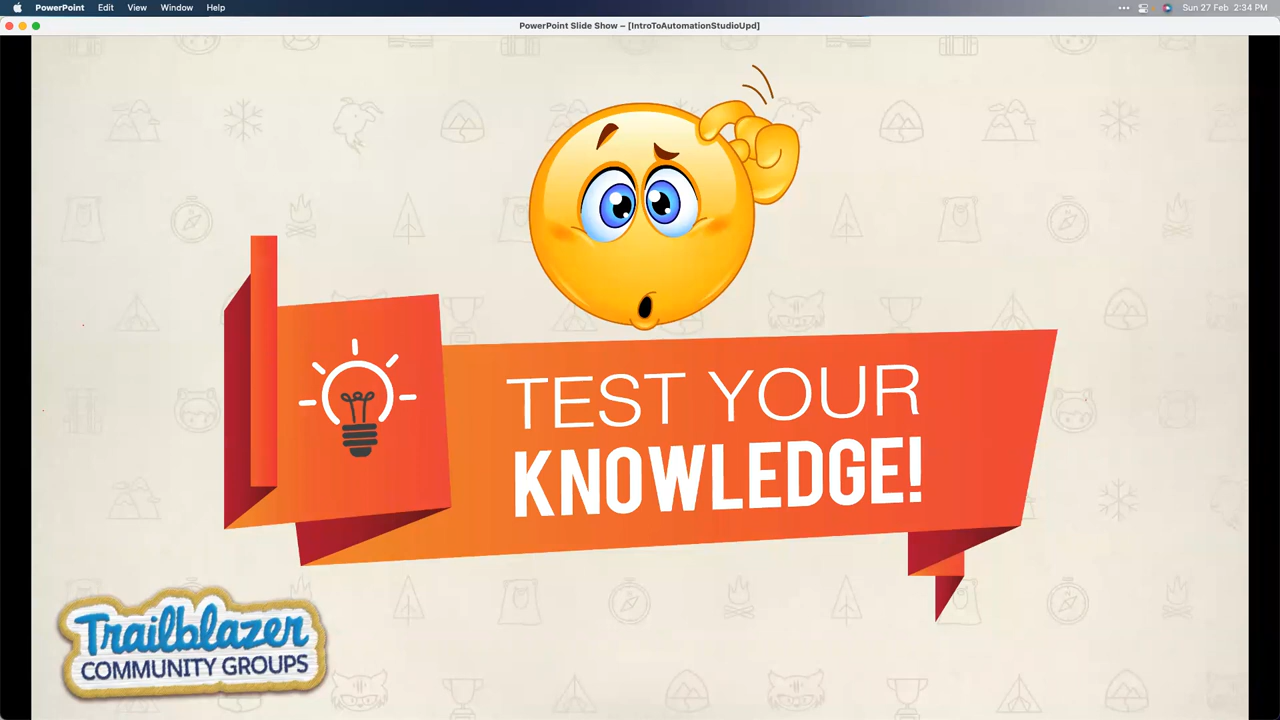 PowerPoint Edit View Window Help
Sun 27 Feb 2:34 PM
PowerPoint Slide Show – [IntroToAutomationStudioUpd]
TEST YOUR
KNOWLEDGE!
Trailblazer
COMMUNITY GROUPS